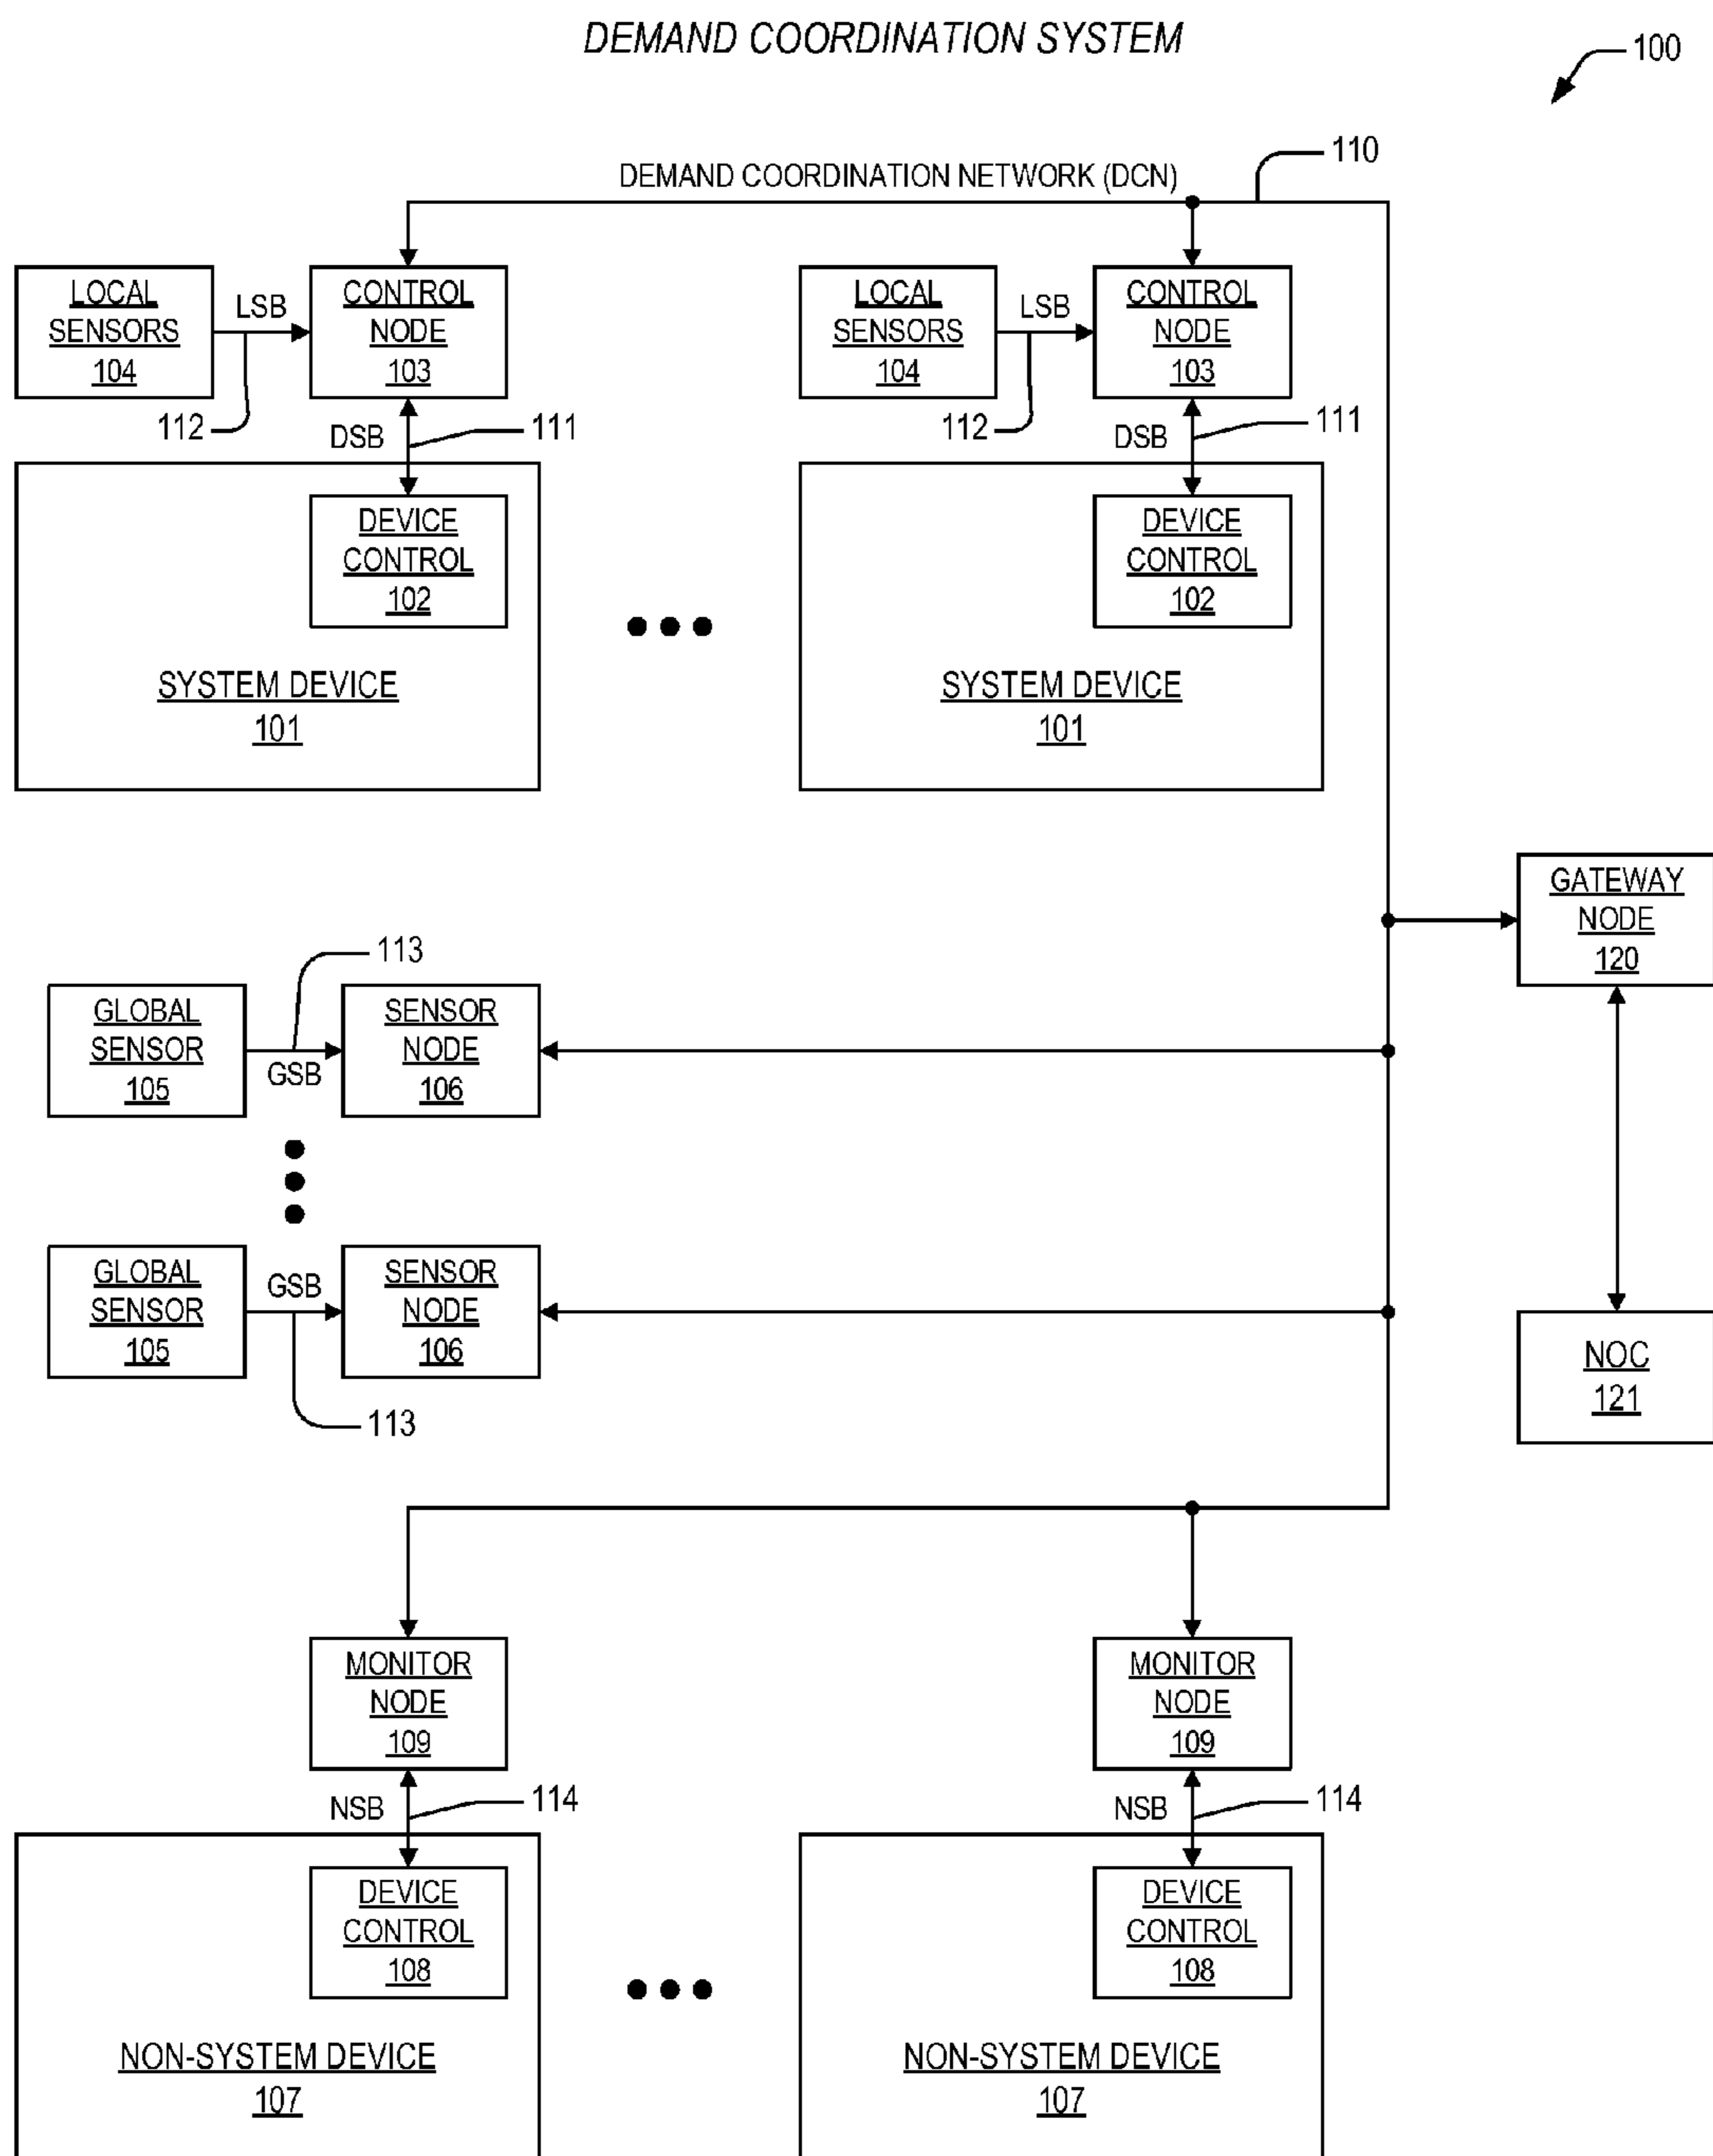 DEMAND COORDINATION SYSTEM
100
110
DEMAND COORDINATION NETWORK (DCN)
LOCAL
SENSORS
104
LSB
CONTROL
NODE
103
LOCAL
SENSORS
104
LSB
CONTROL
NODE
103
112
DSB
111
112
DSB
111
DEVICE
CONTROL
102
SYSTEM DEVICE
101
DEVICE
CONTROL
102
SYSTEM DEVICE
101
GATEWAY
NODE
120
113
GLOBAL
SENSOR
105
GSB
SENSOR
NODE
106
GLOBAL
SENSOR
105
GSB
SENSOR
NODE
106
113
NOC
121
MONITOR
NODE
109
MONITOR
NODE
109
NSB
114
NSB
114
DEVICE
CONTROL
108
NON-SYSTEM DEVICE
107
DEVICE
CONTROL
108
NON-SYSTEM DEVICE
107